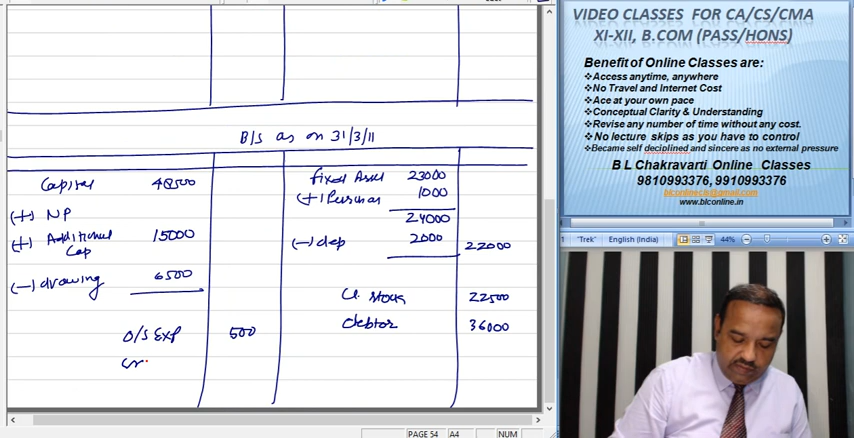 VIDEO CLASSES FOR CA/CS/CMA
XI-XII, B.COM (PASS/HONS)
Benefit of Online Classes are:
❖Access anytime, anywhere
❖No Travel and Internet Cost
❖Ace at your own pace
❖Conceptual Clarity & Understanding
❖Revise any number of time without any cost.
❖No lecture skips as you have to control
❖Became self deciplined and sincere as no external pressure
B L Chakravarti Online Classes
9810993376, 9910993376
blconlinecls@gmail.com
www.blconline.in
1 "Trek" English (India) 44%
B/S as on 31/3/11
Capital 48500
(+) NP
(+) Additional Cap 15000
(-) drawing 6500
O/S Exp 500
cr.
Fixed Asset 23000
(+) 1000
24000
(-) dep 2000 22000
Cl. stock 22500
debtor 36000
PAGE 54 A4 NUM